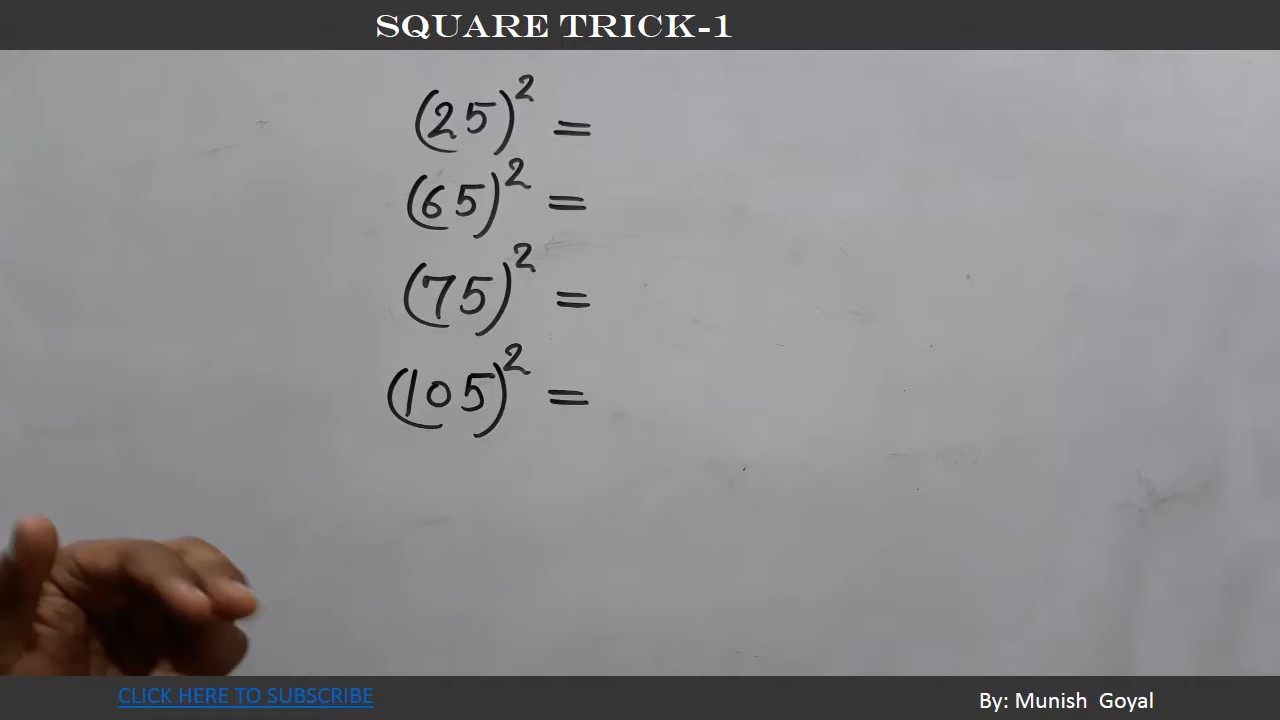 SQUARE TRICK-1
(25)² =
(65)² =
(75)² =
(105)² =
CLICK HERE TO SUBSCRIBE
By: Munish Goyal